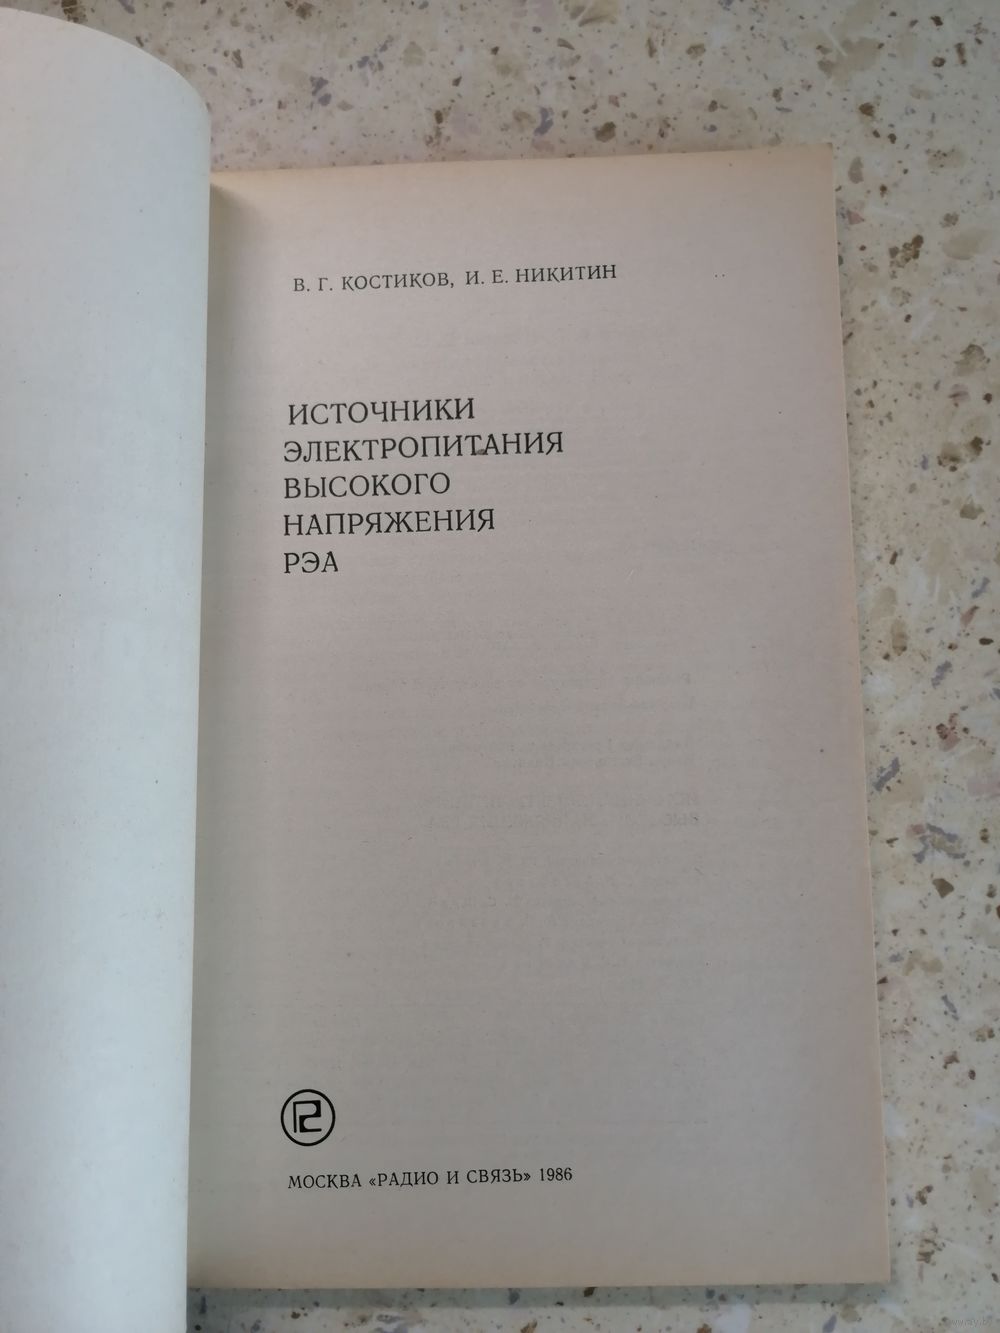 В. Г. КОСТИКОВ, И. Е. НИКИТИН
ИСТОЧНИКИ
ЭЛЕКТРОПИТАНИЯ
ВЫСОКОГО
НАПРЯЖЕНИЯ
РЭА
МОСКВА «РАДИО И СВЯЗЬ» 1986